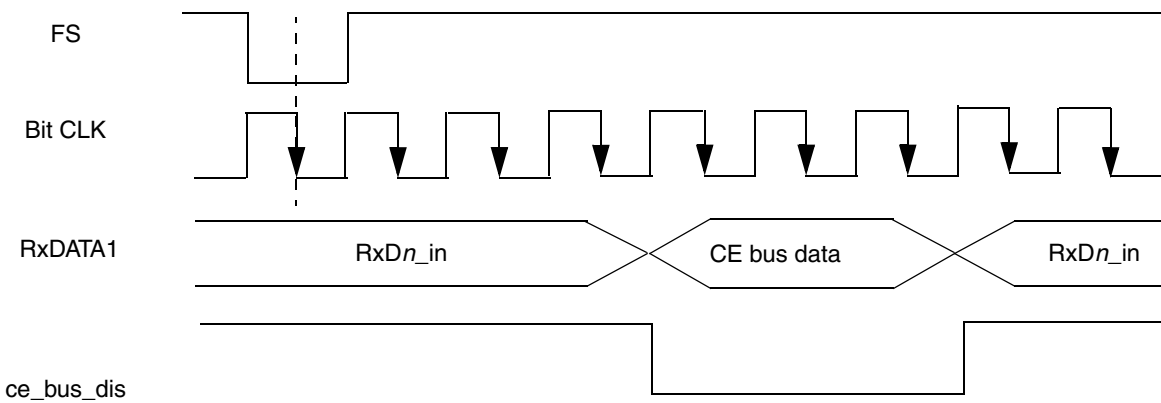 FS
Bit CLK
RxDATA1
RxDn_in
CE bus data
RxDn_in
ce_bus_dis